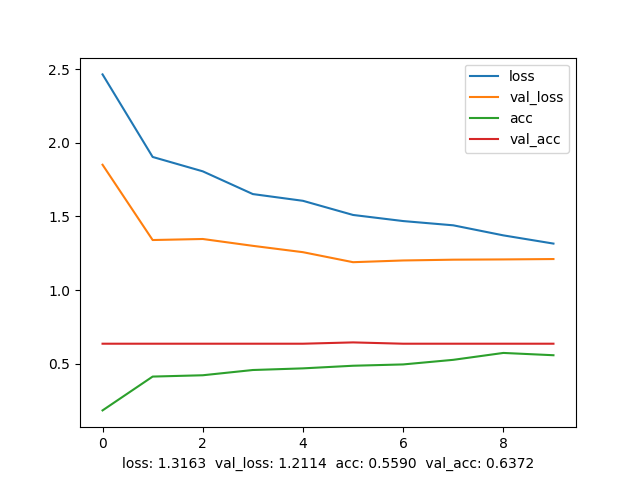 2.5
2.0
1.5
1.0
0.5
loss
val_loss
acc
val_acc
0 2 4 6 8
loss: 1.3163 val_loss: 1.2114 acc: 0.5590 val_acc: 0.6372